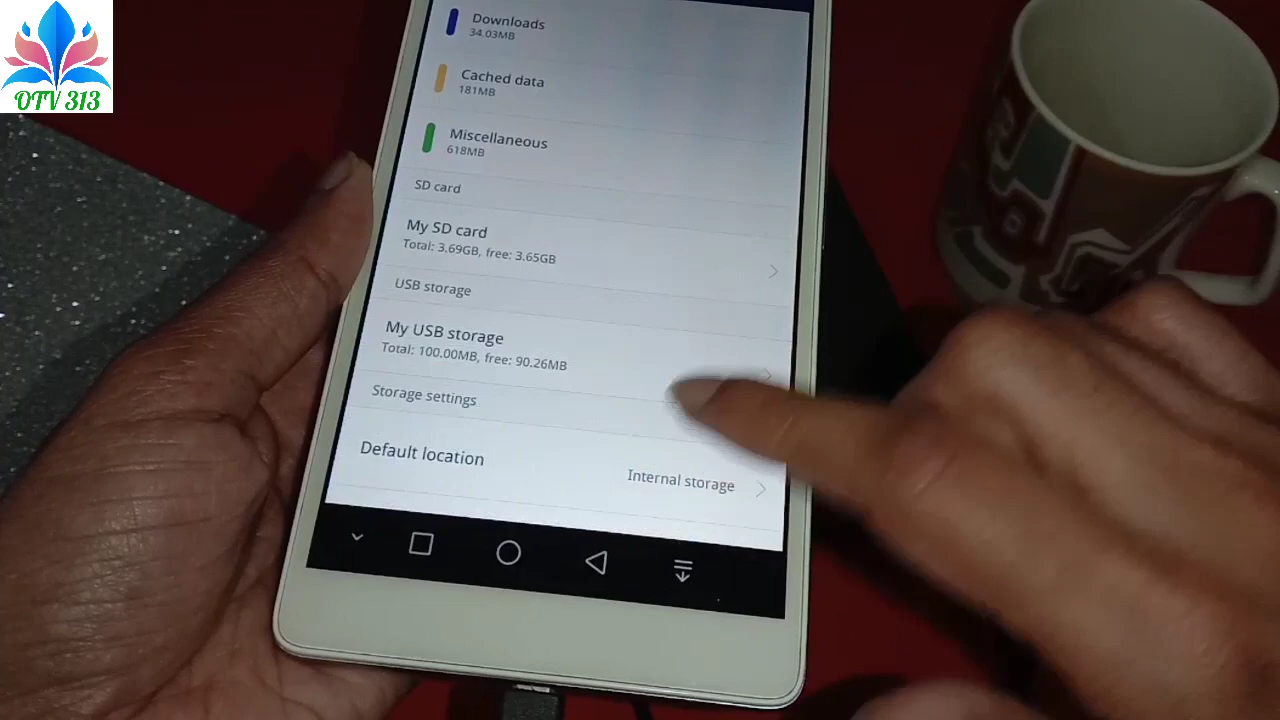 OTV 313
Downloads
34.03MB
Cached data
181MB
Miscellaneous
618MB
SD card
My SD card
Total: 3.69GB, free: 3.65GB
USB storage
My USB storage
Total: 100.00MB, free: 90.26MB
Storage settings
Default location
Internal storage